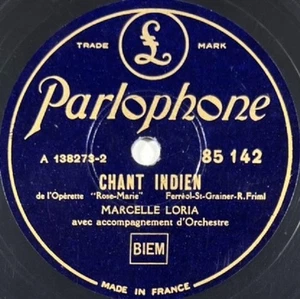 £
TRADE MARK
Parlophone
A 138273-2 85 142
CHANT INDIEN
de l'Opérette "Rose-Marie" Ferréol-St-Grainer-R. Friml
MARCELLE LORIA
avec accompagnement d'Orchestre
BIEM
MADE IN FRANCE